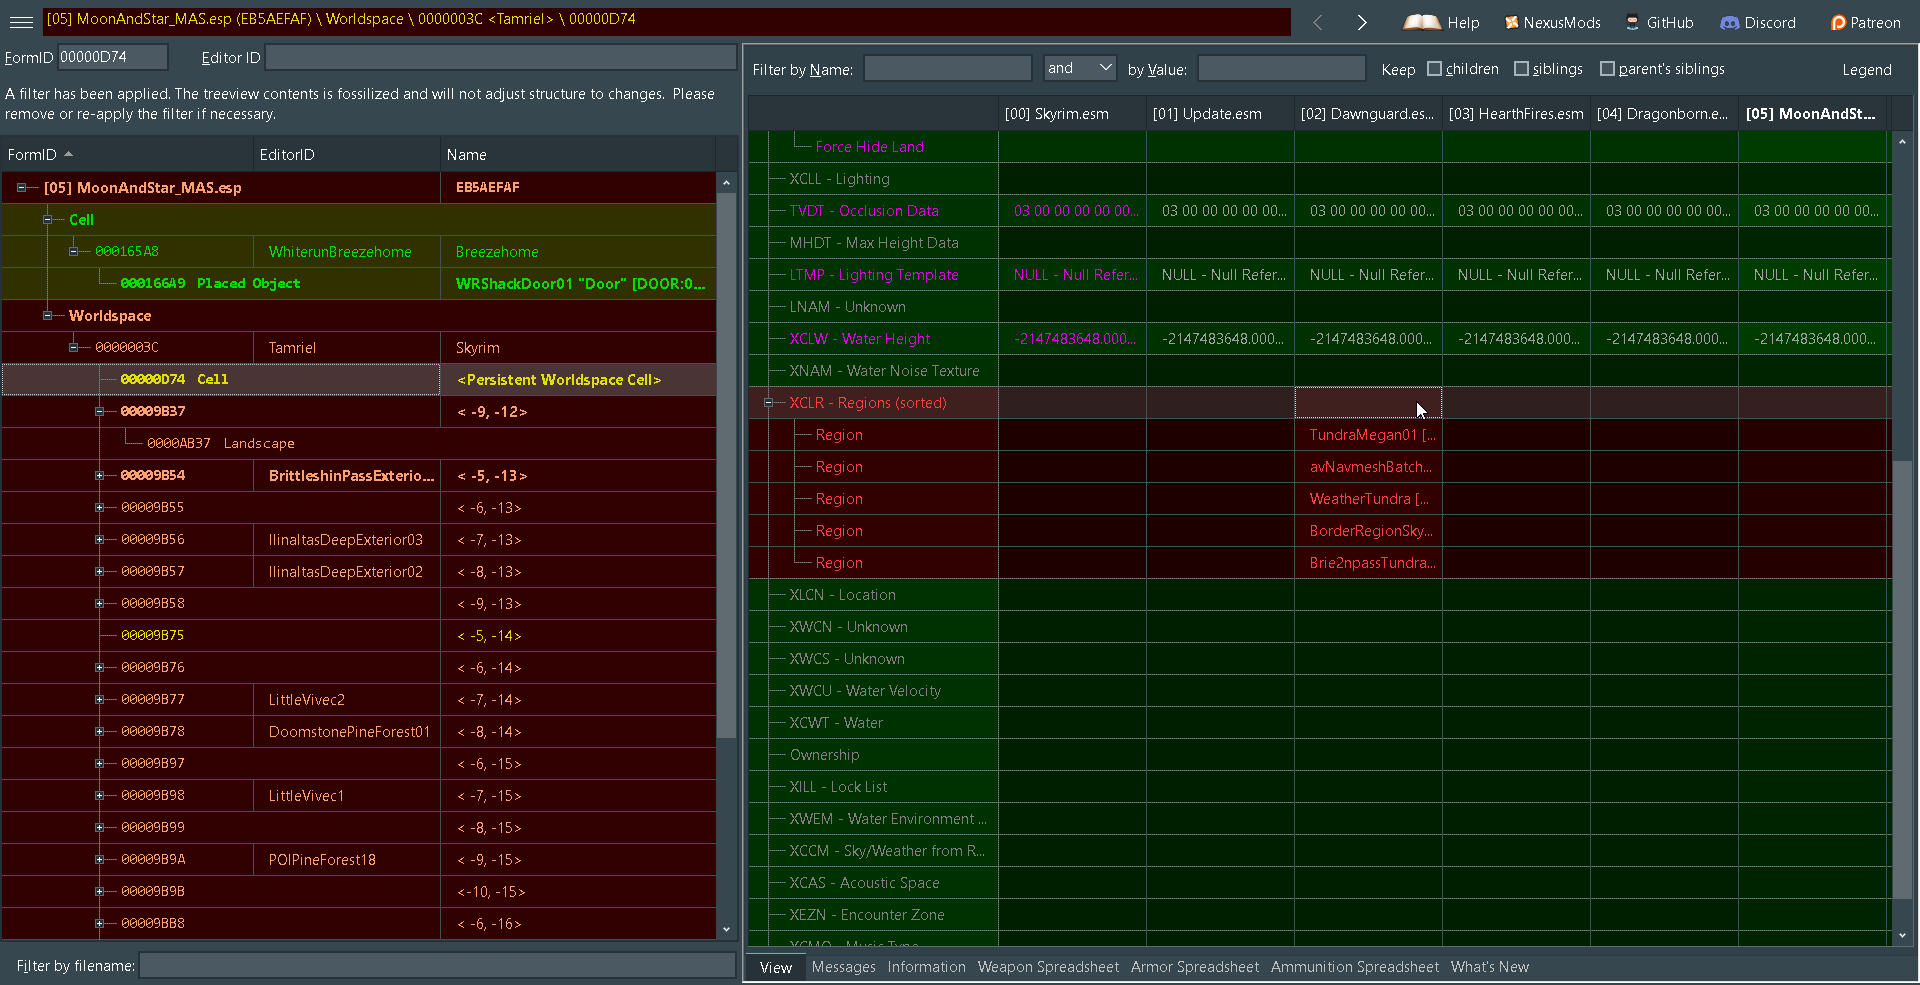 [05] MoonAndStar_MAS.esp (EB5AEFAF) \ Worldspace \ 0000003C <Tamriel> \ 00000D74
Help NexusMods GitHub Discord Patreon
FormID 00000D74 Editor ID
A filter has been applied. The treeview contents is fossilized and will not adjust structure to changes. Please
remove or re-apply the filter if necessary.
FormID EditorID Name
[05] MoonAndStar_MAS.esp EB5AEFAF
Cell
000165A8 WhiterunBreezehome Breezehome
000166A9 Placed Object WRShackDoor01 "Door" [DOOR:0...
Worldspace
0000003C Tamriel Skyrim
00000D74 Cell <Persistent Worldspace Cell>
00009B37 < -9, -12>
0000AB37 Landscape
00009B54 BrittleshinPassExterio... < -5, -13>
00009B55 < -6, -13>
00009B56 IlinaltasDeepExterior03 < -7, -13>
00009B57 IlinaltasDeepExterior02 < -8, -13>
00009B58 < -9, -13>
00009B75 < -5, -14>
00009B76 < -6, -14>
00009B77 LittleVivec2 < -7, -14>
00009B78 DoomstonePineForest01 < -8, -14>
00009B97 < -6, -15>
00009B98 LittleVivec1 < -7, -15>
00009B99 < -8, -15>
00009B9A POIPineForest18 < -9, -15>
00009B9B <-10, -15>
00009BB8 < -6, -16>
Filter by filename:
Filter by Name: and by Value: Keep children siblings parent's siblings Legend
[00] Skyrim.esm [01] Update.esm [02] Dawnguard.es... [03] HearthFires.esm [04] Dragonborn.e... [05] MoonAndSt...
Force Hide Land
XCLL - Lighting
TVDT - Occlusion Data 03 00 00 00 00 00... 03 00 00 00 00 00... 03 00 00 00 00 00... 03 00 00 00 00 00... 03 00 00 00 00 00... 03 00 00 00 00 00...
MHDT - Max Height Data
LTMP - Lighting Template NULL - Null Refer... NULL - Null Refer... NULL - Null Refer... NULL - Null Refer... NULL - Null Refer... NULL - Null Refer...
LNAM - Unknown
XCLW - Water Height -2147483648.000... -2147483648.000... -2147483648.000... -2147483648.000... -2147483648.000... -2147483648.000...
XNAM - Water Noise Texture
XCLR - Regions (sorted)
Region TundraMegan01 [...
Region avNavmeshBatch...
Region WeatherTundra [...
Region BorderRegionSky...
Region Brie2npassTundra...
XLCN - Location
XWCN - Unknown
XWCS - Unknown
XWCU - Water Velocity
XCWT - Water
Ownership
XILL - Lock List
XWEM - Water Environment ...
XCCM - Sky/Weather from R...
XCAS - Acoustic Space
XEZN - Encounter Zone
XCMO - Music Type
View Messages Information Weapon Spreadsheet Armor Spreadsheet Ammunition Spreadsheet What's New